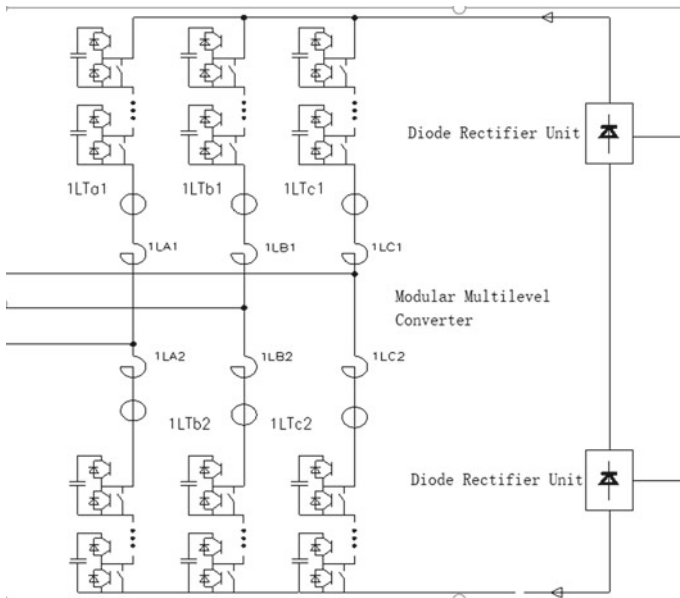 Diode Rectifier Unit
1LTa1
1LTb1
1LTc1
1LA1
1LB1
1LC1
Modular Multilevel
Converter
1LA2
1LB2
1LC2
1LTb2
1LTc2
Diode Rectifier Unit